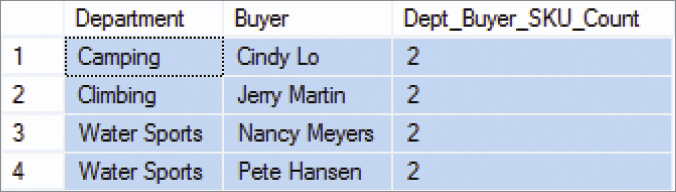 Department Buyer Dept_Buyer_SKU_Count
1 Camping Cindy Lo 2
2 Climbing Jerry Martin 2
3 Water Sports Nancy Meyers 2
4 Water Sports Pete Hansen 2